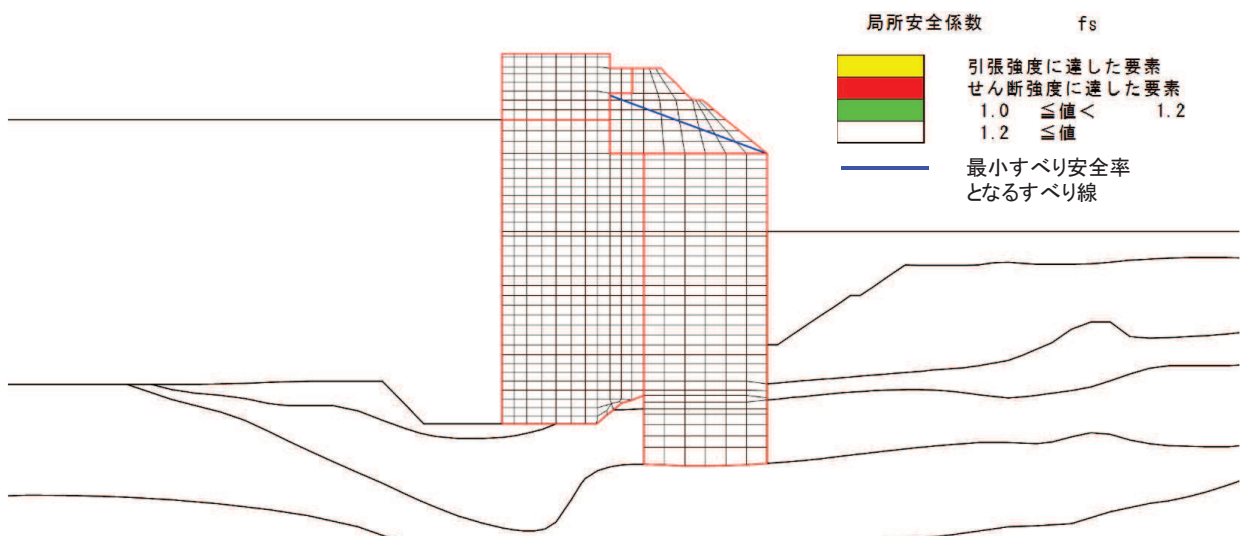 局所安全係数 fs
引張強度に達した要素
せん断強度に達した要素
1.0 ≦値< 1.2
1.2 ≦値
最小すべり安全率
となるすべり線